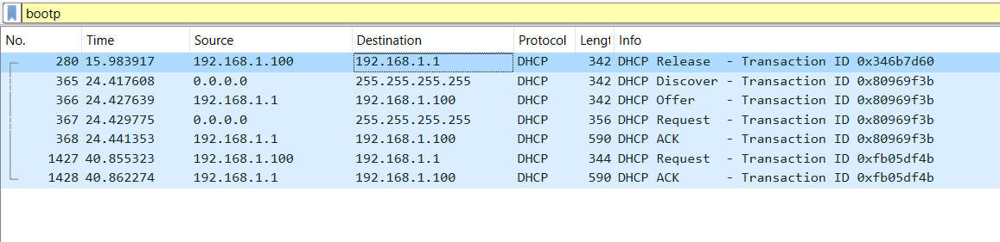 bootp
No. Time Source Destination Protocol Lengt Info
280 15.983917 192.168.1.100 192.168.1.1 DHCP 342 DHCP Release - Transaction ID 0x346b7d60
365 24.417608 0.0.0.0 255.255.255.255 DHCP 342 DHCP Discover - Transaction ID 0x80969f3b
366 24.427639 192.168.1.1 192.168.1.100 DHCP 342 DHCP Offer - Transaction ID 0x80969f3b
367 24.429775 0.0.0.0 255.255.255.255 DHCP 356 DHCP Request - Transaction ID 0x80969f3b
368 24.441353 192.168.1.1 192.168.1.100 DHCP 590 DHCP ACK - Transaction ID 0x80969f3b
1427 40.855323 192.168.1.100 192.168.1.1 DHCP 344 DHCP Request - Transaction ID 0xfb05df4b
1428 40.862274 192.168.1.1 192.168.1.100 DHCP 590 DHCP ACK - Transaction ID 0xfb05df4b